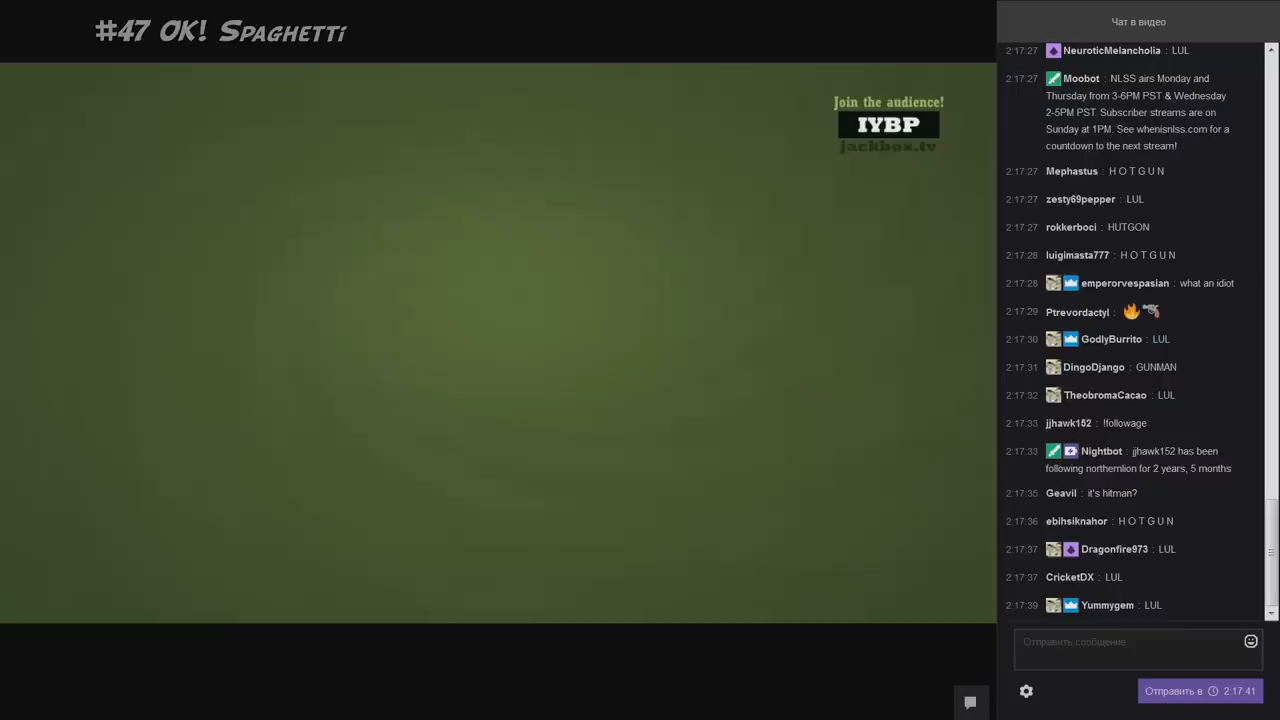 #47 OK! Spaghetti
Join the audience!
IYBP
jackbox.tv
Чат в видео
2:17:27 NeuroticMelancholia : LUL
2:17:27 Moobot : NLSS airs Monday and
Thursday from 3-6PM PST & Wednesday
2-5PM PST. Subscriber streams are on
Sunday at 1PM. See whenisnlss.com for a
countdown to the next stream!
2:17:27 Mephastus : H O T G U N
2:17:27 zesty69pepper : LUL
2:17:27 rokkerboci : HUTGON
2:17:28 luigimasta777 : H O T G U N
2:17:28 emperorvespasian : what an idiot
2:17:29 Ptrevordactyl :
2:17:30 GodlyBurrito : LUL
2:17:31 DingoDjango : GUNMAN
2:17:32 TheobromaCacao : LUL
2:17:33 jjhawk152 : !followage
2:17:33 Nightbot : jjhawk152 has been
following northernlion for 2 years, 5 months
2:17:35 Geavil : it's hitman?
2:17:36 ebihsiknahor : H O T G U N
2:17:37 Dragonfire973 : LUL
2:17:37 CricketDX : LUL
2:17:39 Yummygem : LUL
Отправить сообщение
Отправить в 2:17:41